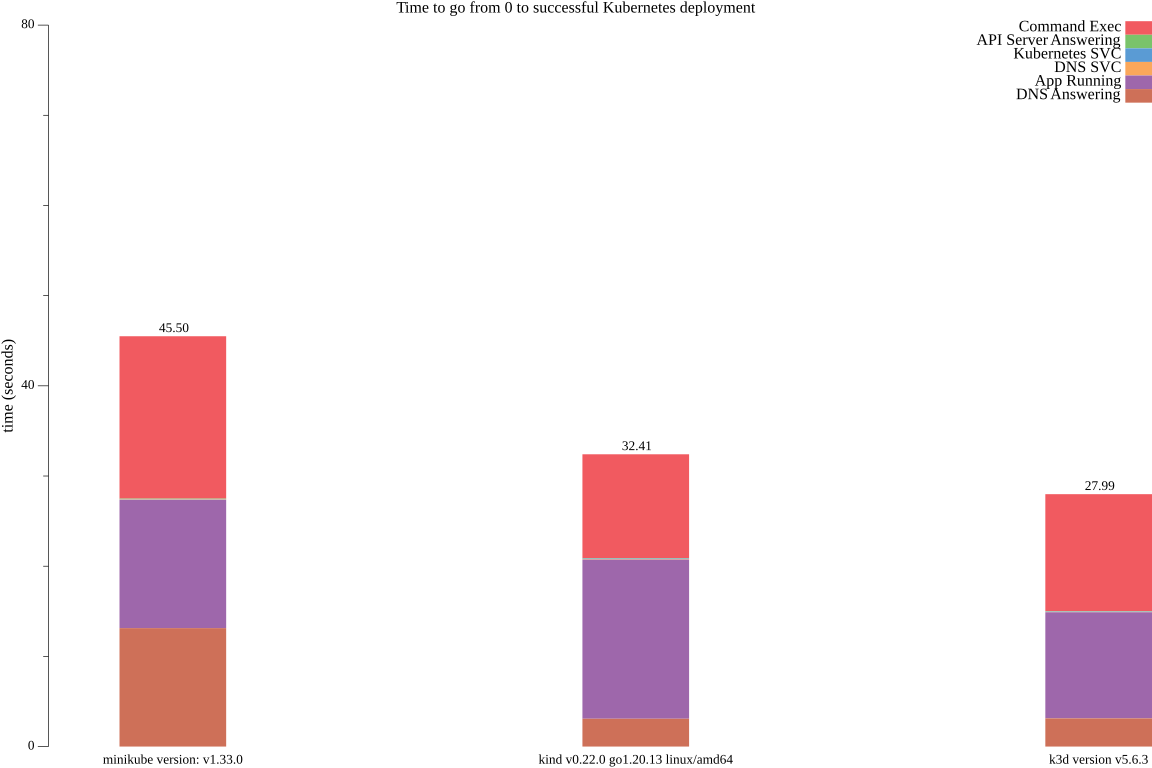 Time to go from 0 to successful Kubernetes deployment
80
Command Exec
API Server Answering
Kubernetes SVC
DNS SVC
App Running
DNS Answering
45.50
time (seconds)
40
32.41
27.99
0
minikube version: v1.33.0
kind v0.22.0 go1.20.13 linux/amd64
k3d version v5.6.3